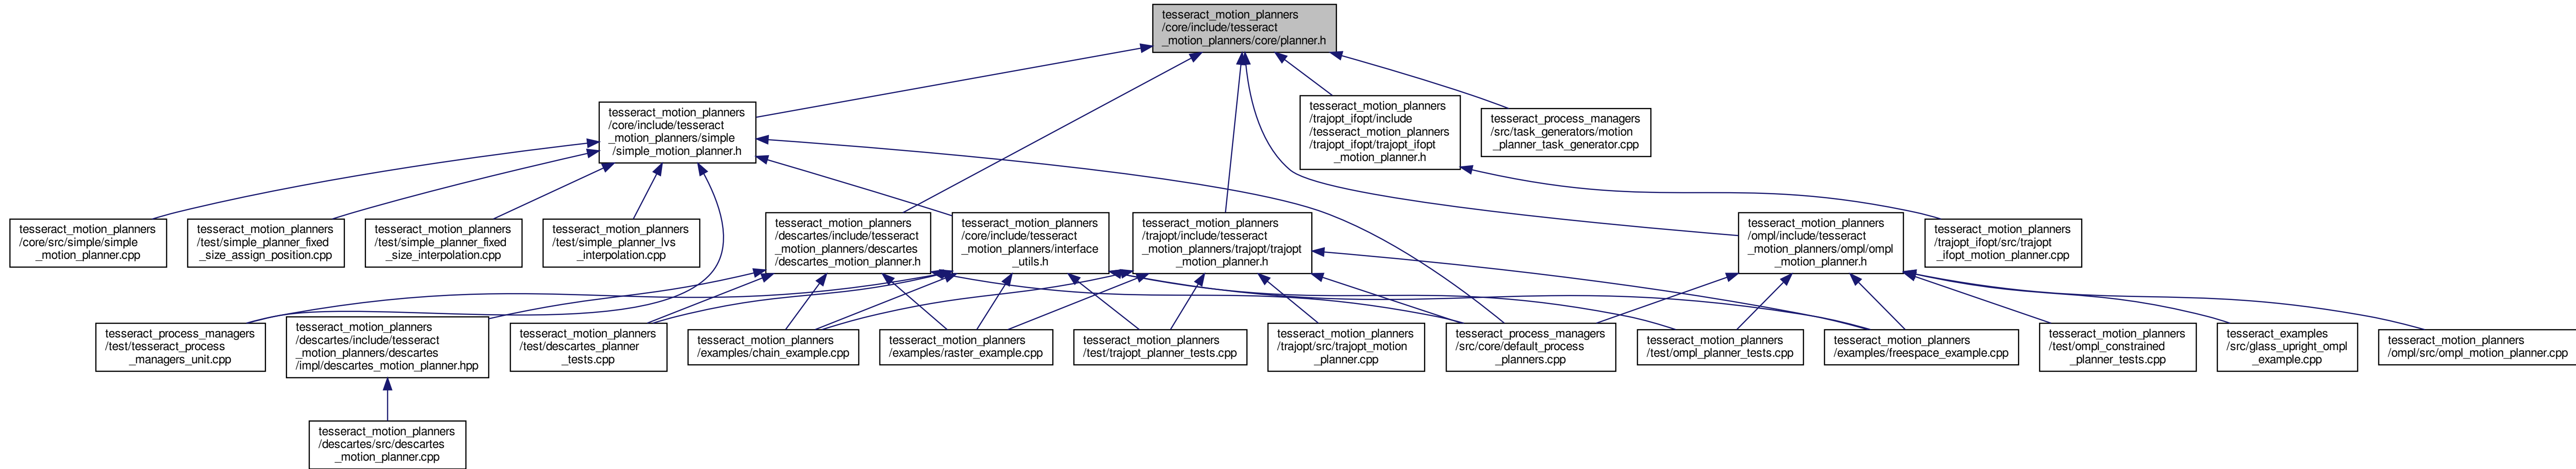 tesseract_motion_planners
/core/include/tesseract
_motion_planners/core/planner.h
tesseract_motion_planners
/core/include/tesseract
_motion_planners/simple
/simple_motion_planner.h
tesseract_motion_planners
/trajopt_ifopt/include
/tesseract_motion_planners
/trajopt_ifopt/trajopt_ifopt
_motion_planner.h
tesseract_process_managers
/src/task_generators/motion
_planner_task_generator.cpp
tesseract_motion_planners
/core/src/simple/simple
_motion_planner.cpp
tesseract_motion_planners
/test/simple_planner_fixed
_size_assign_position.cpp
tesseract_motion_planners
/test/simple_planner_fixed
_size_interpolation.cpp
tesseract_motion_planners
/test/simple_planner_lvs
_interpolation.cpp
tesseract_motion_planners
/descartes/include/tesseract
_motion_planners/descartes
/descartes_motion_planner.h
tesseract_motion_planners
/core/include/tesseract
_motion_planners/interface
_utils.h
tesseract_motion_planners
/trajopt/include/tesseract
_motion_planners/trajopt/trajopt
_motion_planner.h
tesseract_motion_planners
/ompl/include/tesseract
_motion_planners/ompl/ompl
_motion_planner.h
tesseract_motion_planners
/trajopt_ifopt/src/trajopt
_ifopt_motion_planner.cpp
tesseract_process_managers
/test/tesseract_process
_managers_unit.cpp
tesseract_motion_planners
/descartes/include/tesseract
_motion_planners/descartes
/impl/descartes_motion_planner.hpp
tesseract_motion_planners
/test/descartes_planner
_tests.cpp
tesseract_motion_planners
/examples/chain_example.cpp
tesseract_motion_planners
/examples/raster_example.cpp
tesseract_motion_planners
/test/trajopt_planner_tests.cpp
tesseract_motion_planners
/trajopt/src/trajopt_motion
_planner.cpp
tesseract_process_managers
/src/core/default_process
_planners.cpp
tesseract_motion_planners
/test/ompl_planner_tests.cpp
tesseract_motion_planners
/examples/freespace_example.cpp
tesseract_motion_planners
/test/ompl_constrained
_planner_tests.cpp
tesseract_examples
/src/glass_upright_ompl
_example.cpp
tesseract_motion_planners
/ompl/src/ompl_motion_planner.cpp
tesseract_motion_planners
/descartes/src/descartes
_motion_planner.cpp